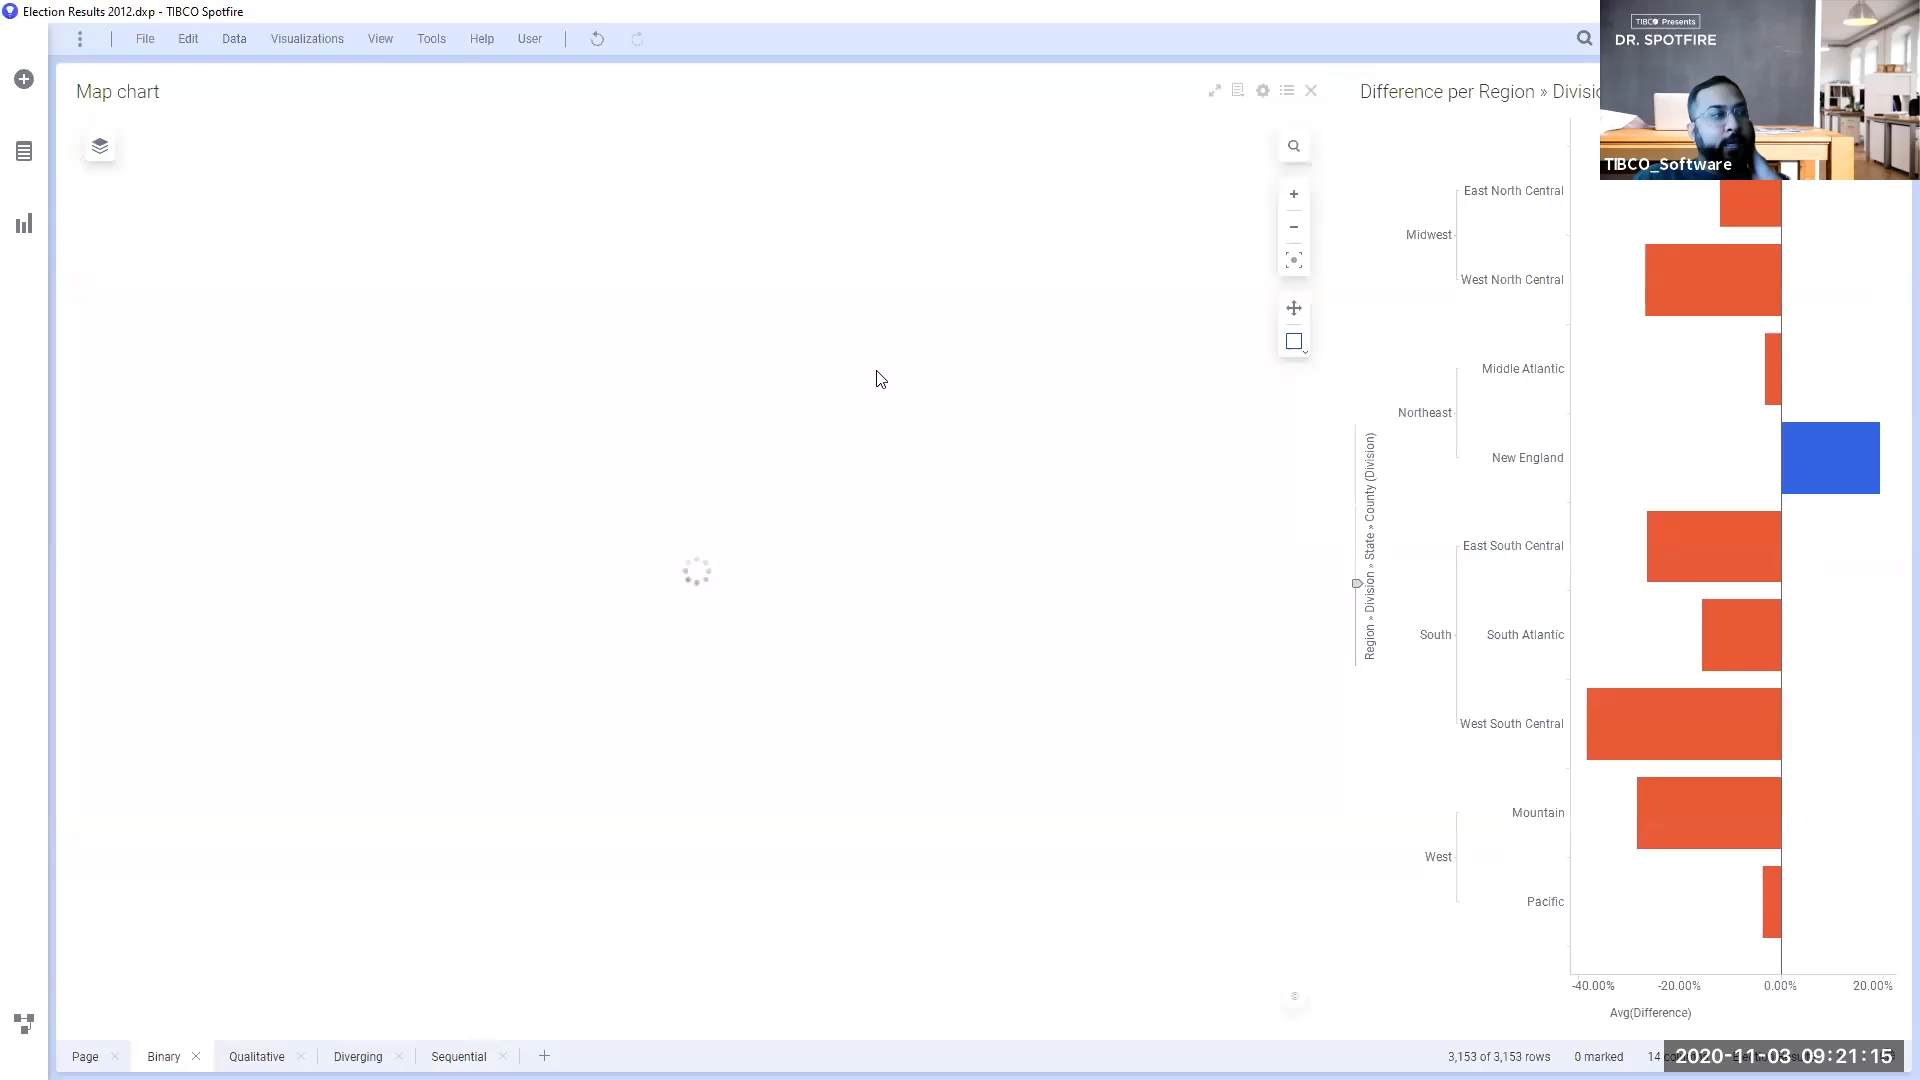 Election Results 2012.dxp - TIBCO Spotfire
File Edit Data Visualizations View Tools Help User
TIBCO Presents
DR. SPOTFIRE
TIBCO_Software
Map chart
Difference per Region » Divisio
East North Central
Midwest
West North Central
Middle Atlantic
Northeast
New England
East South Central
South
South Atlantic
West South Central
Mountain
West
Pacific
Region » Division » State » County (Division)
-40.00% -20.00% 0.00% 20.00%
Avg(Difference)
Page Binary Qualitative Diverging Sequential
3,153 of 3,153 rows 0 marked 14
2020-11-03 09:21:15